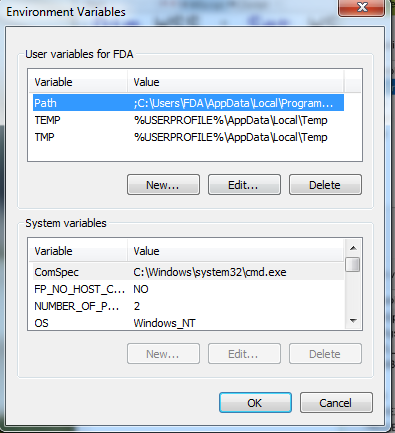 Environment Variables
User variables for FDA
Variable Value
Path ;C:\Users\FDA\AppData\Local\Program...
TEMP %USERPROFILE%\AppData\Local\Temp
TMP %USERPROFILE%\AppData\Local\Temp
New... Edit... Delete
System variables
Variable Value
ComSpec C:\Windows\system32\cmd.exe
FP_NO_HOST_C... NO
NUMBER_OF_P... 2
OS Windows_NT
New... Edit... Delete
OK Cancel